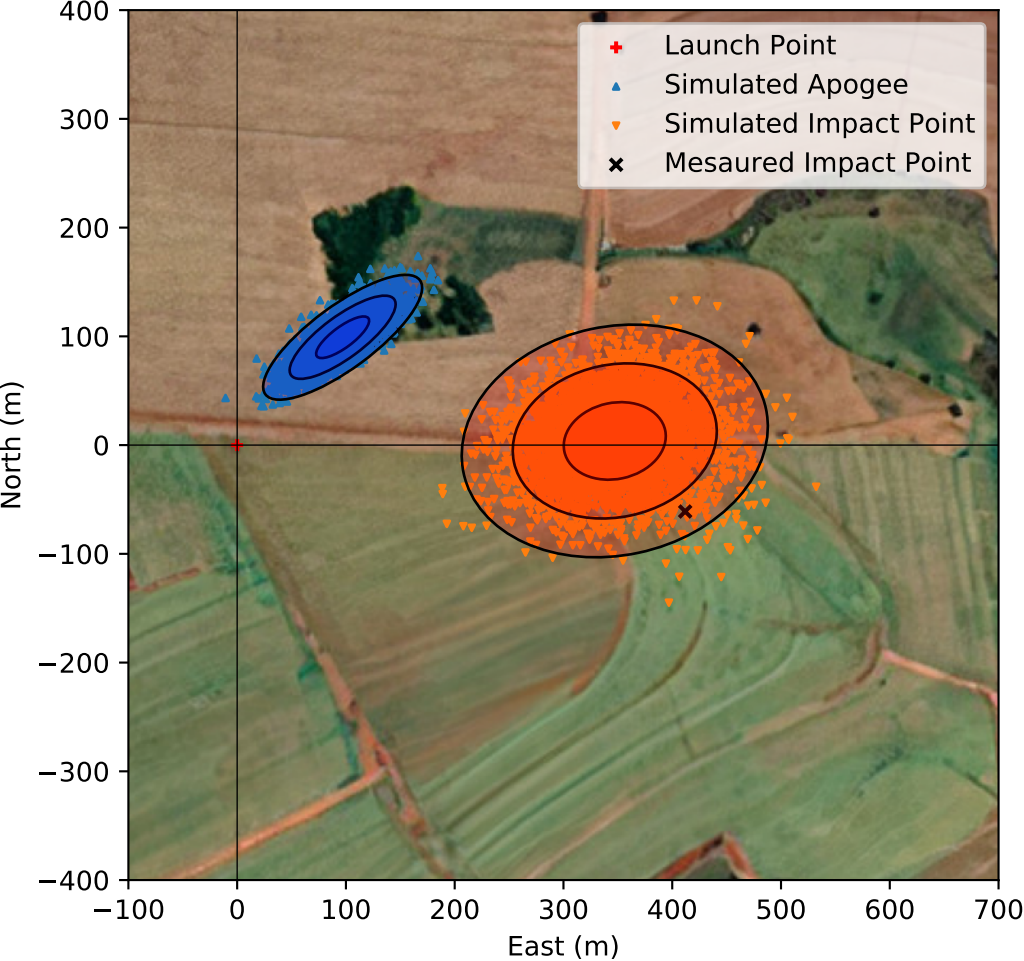 400
300
200
100
0
−100
−200
−300
−400
North (m)
Launch Point
Simulated Apogee
Simulated Impact Point
Mesaured Impact Point
−100 0 100 200 300 400 500 600 700
East (m)